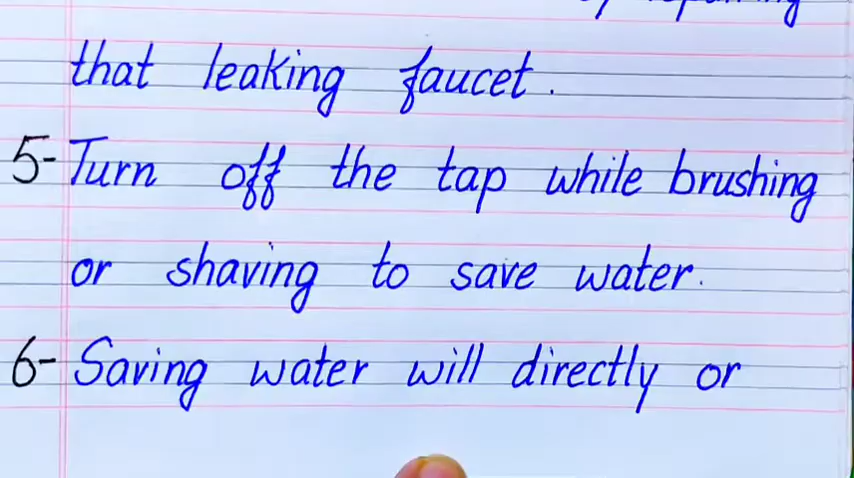 that leaking faucet.
5- Turn off the tap while brushing
or shaving to save water.
6- Saving water will directly or